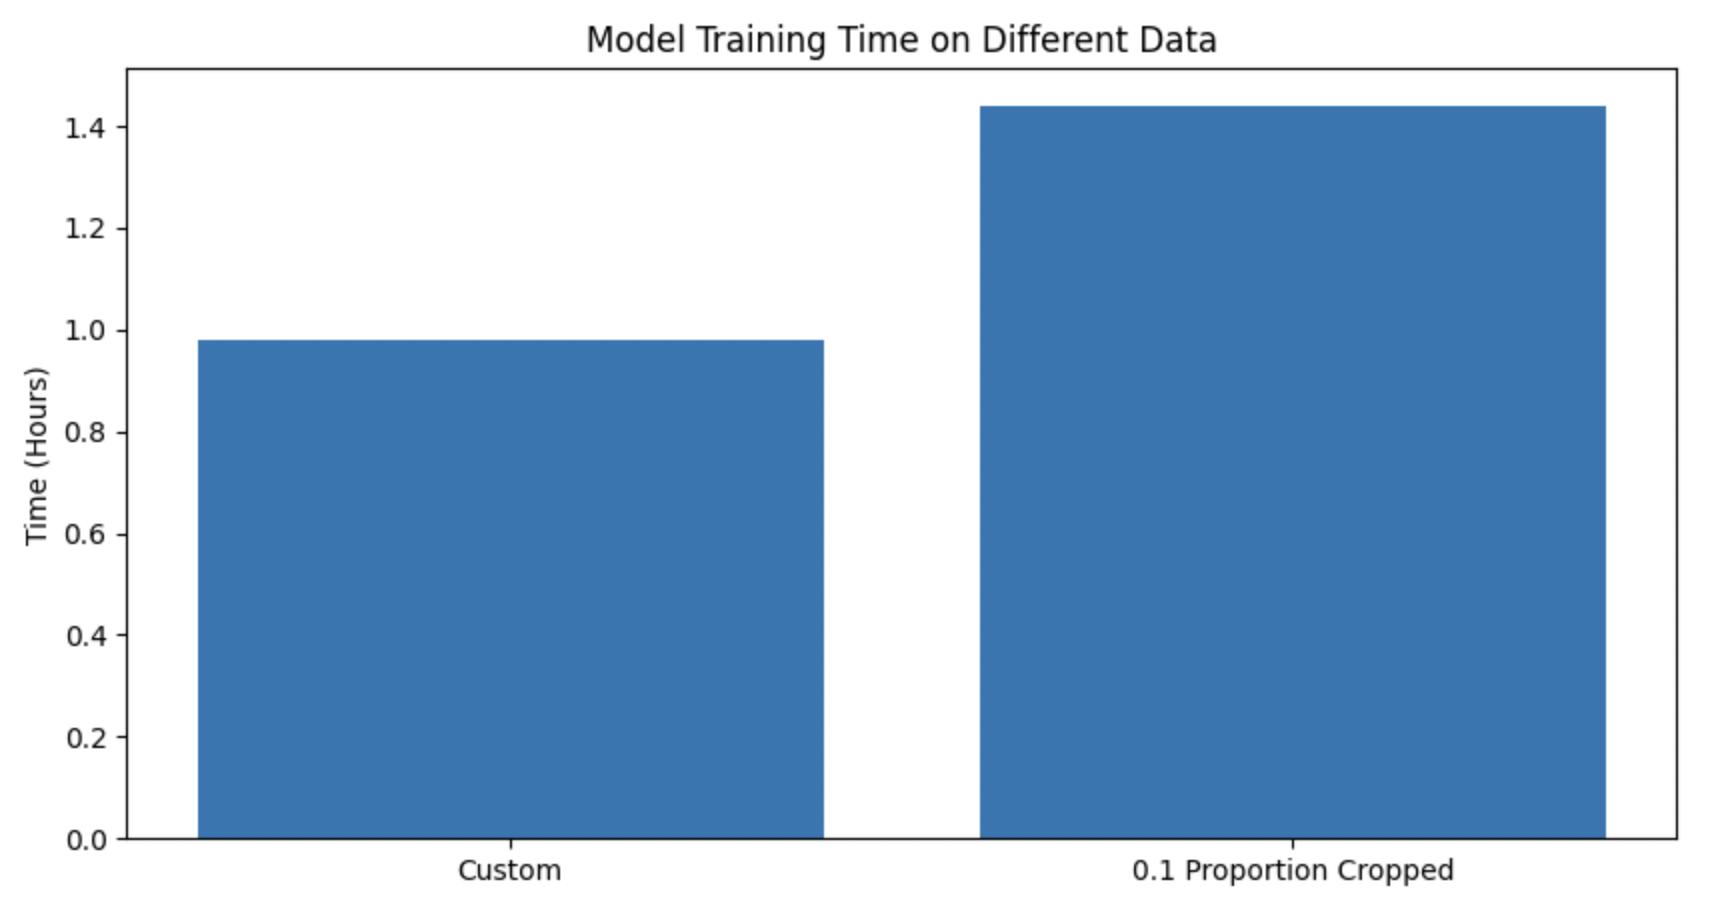 Model Training Time on Different Data
Time (Hours)
1.4
1.2
1.0
0.8
0.6
0.4
0.2
0.0
Custom
0.1 Proportion Cropped